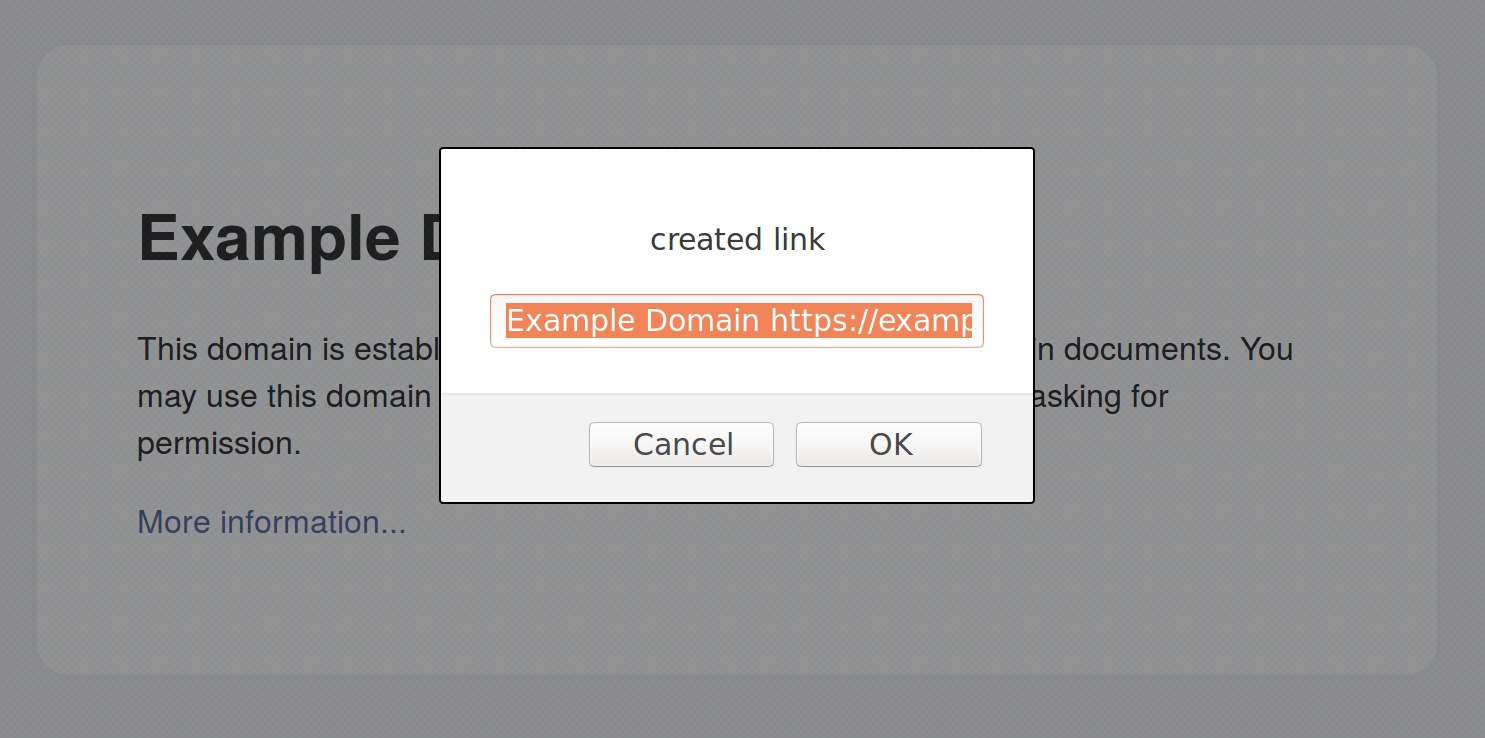 Example
created link
Example Domain https://examp
This domain is establ
n documents. You
may use this domain
asking for
permission.
Cancel
OK
More information...